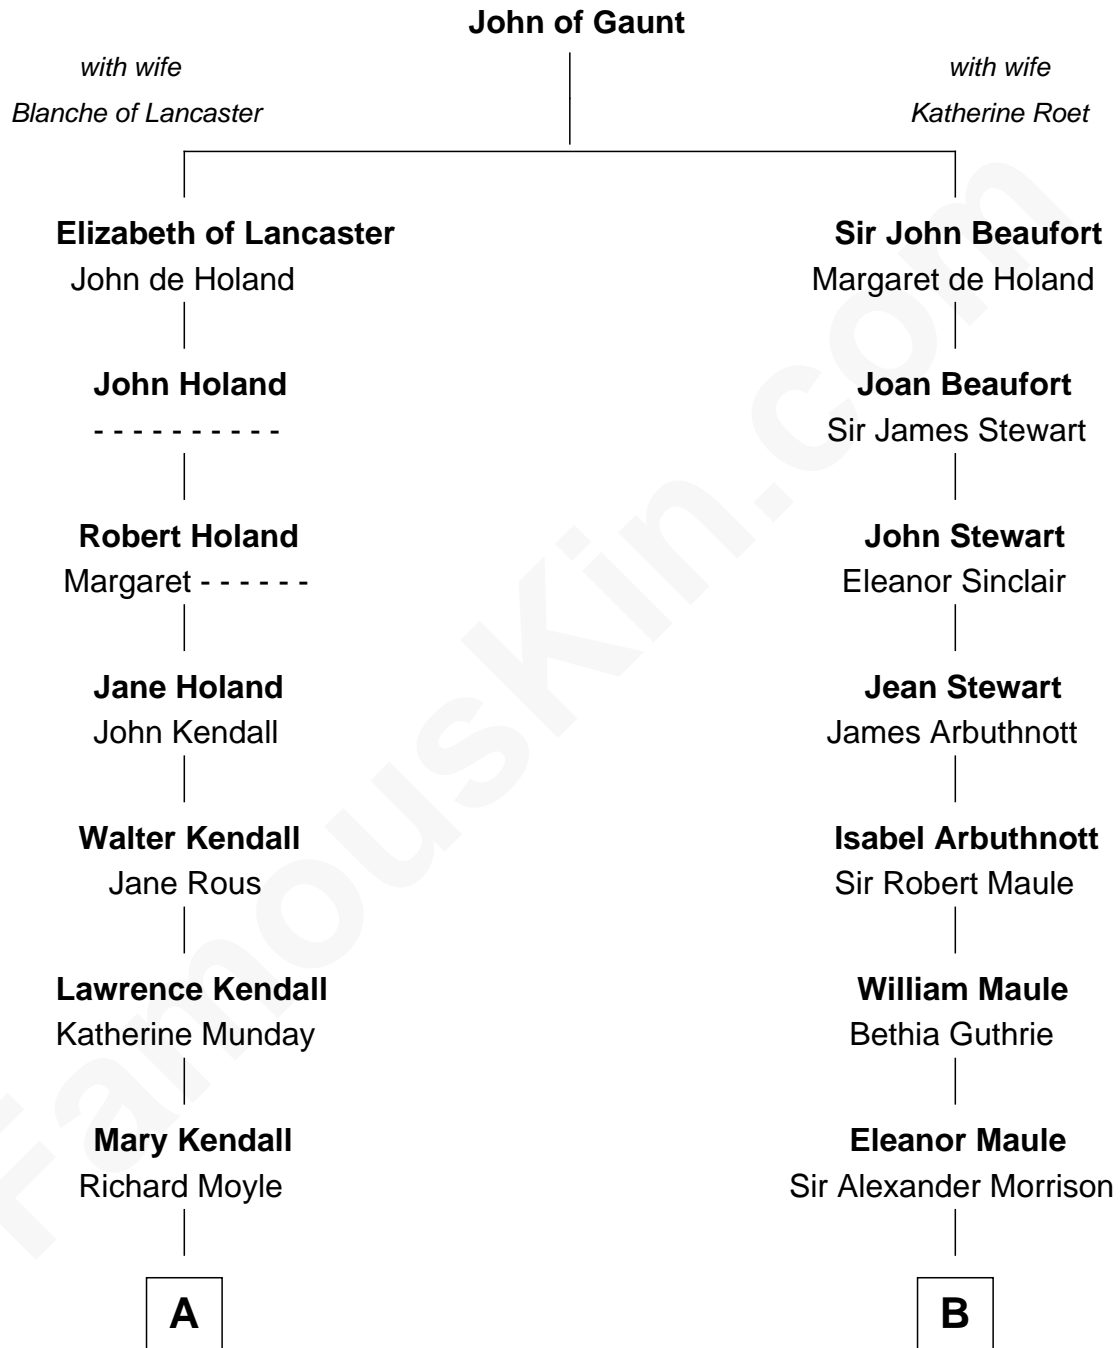 John of Gaunt
with wife
Blanche of Lancaster
with wife
Katherine Roet
Elizabeth of Lancaster
John de Holand
Sir John Beaufort
Margaret de Holand
John Holand
- - - - - - - - - -
Joan Beaufort
Sir James Stewart
Robert Holand
Margaret - - - - - -
John Stewart
Eleanor Sinclair
Jane Holand
John Kendall
Jean Stewart
James Arbuthnott
Walter Kendall
Jane Rous
Isabel Arbuthnott
Sir Robert Maule
Lawrence Kendall
Katherine Munday
William Maule
Bethia Guthrie
Mary Kendall
Richard Moyle
Eleanor Maule
Sir Alexander Morrison
A
B
FamousKin.com